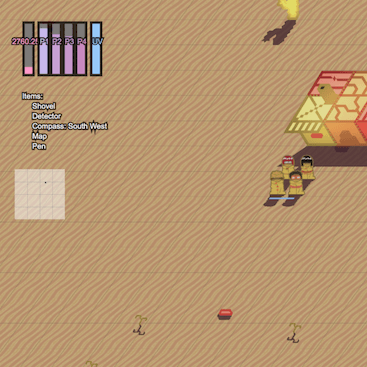 2760.2 P1 P2 P3 P4 UV
Items:
Shovel
Detector
Compass: South West
Map
Pen